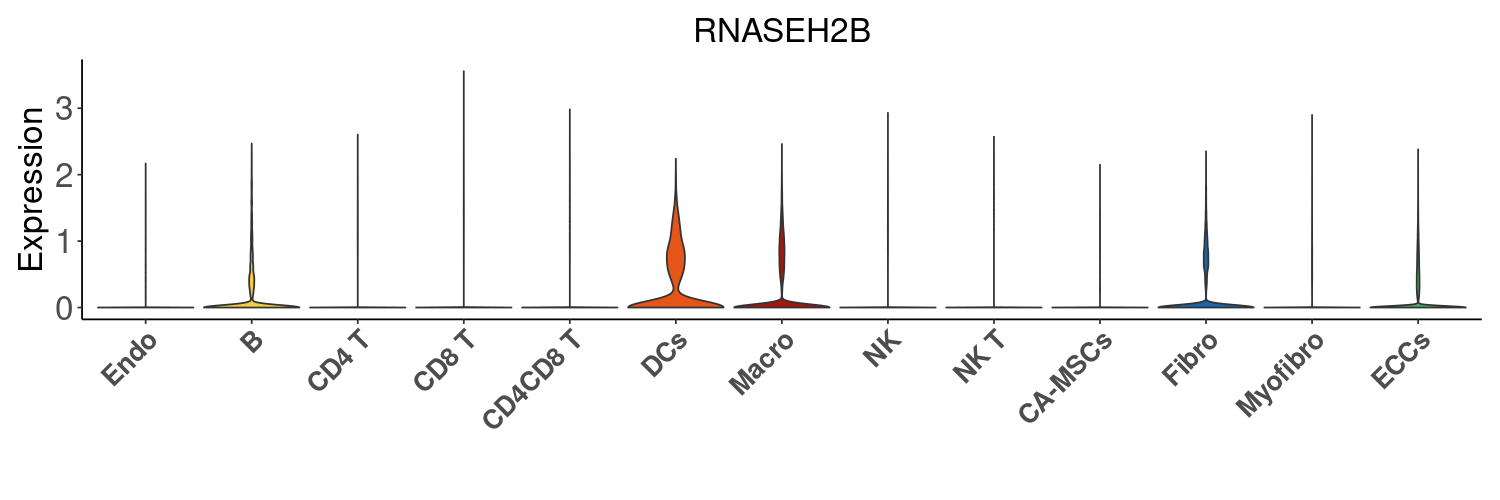 RNASEH2B
Expression
3
2
1
0
Endo
B
CD4 T
CD8 T
CD4CD8 T
DCs
Macro
NK
NK T
CA-MSCs
Fibro
Myofibro
ECCs